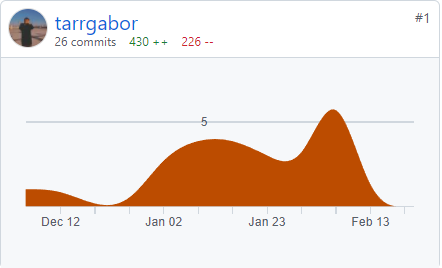 tarrgabor
#1
26 commits 430 ++ 226 --
5
Dec 12 Jan 02 Jan 23 Feb 13